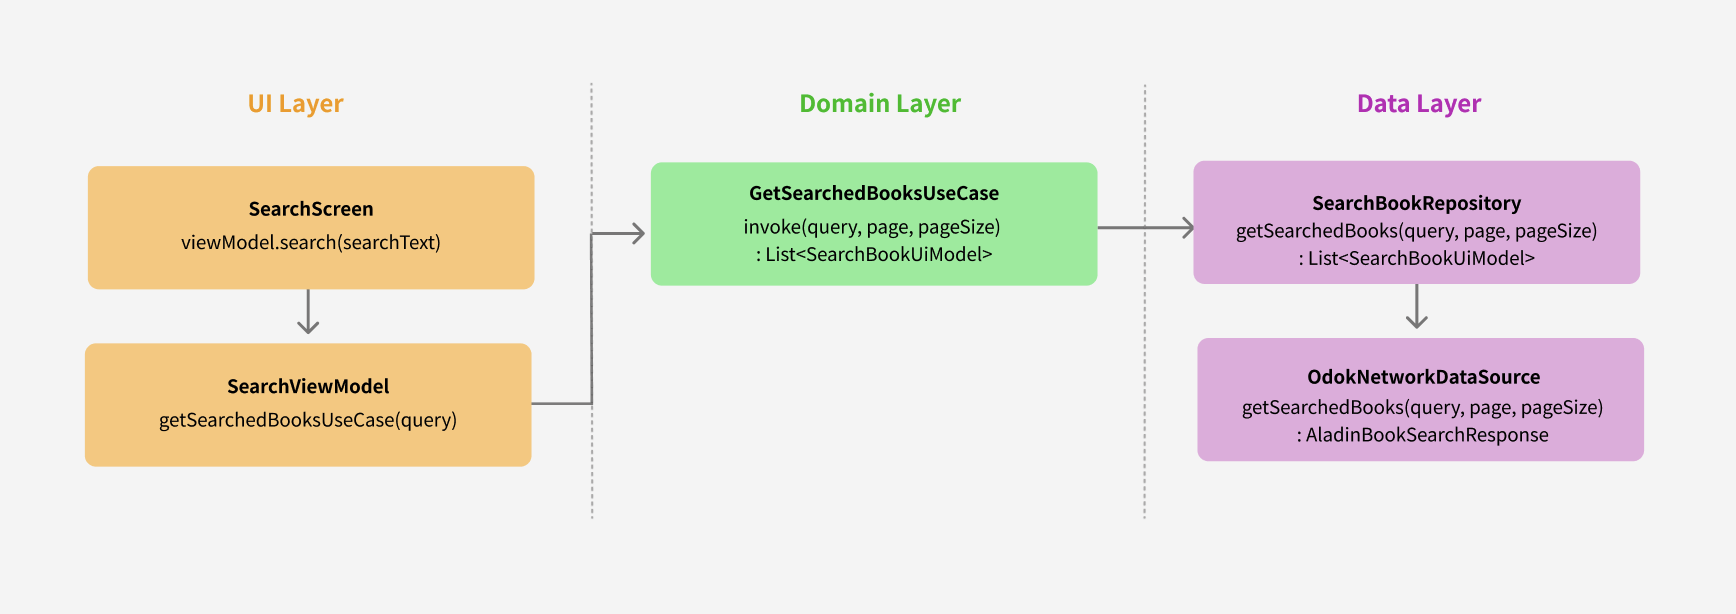 UI Layer
SearchScreen
viewModel.search(searchText)
SearchViewModel
getSearchedBooksUseCase(query)
Domain Layer
GetSearchedBooksUseCase
invoke(query, page, pageSize)
: List<SearchBookUiModel>
Data Layer
SearchBookRepository
getSearchedBooks(query, page, pageSize)
: List<SearchBookUiModel>
OdokNetworkDataSource
getSearchedBooks(query, page, pageSize)
: AladinBookSearchResponse